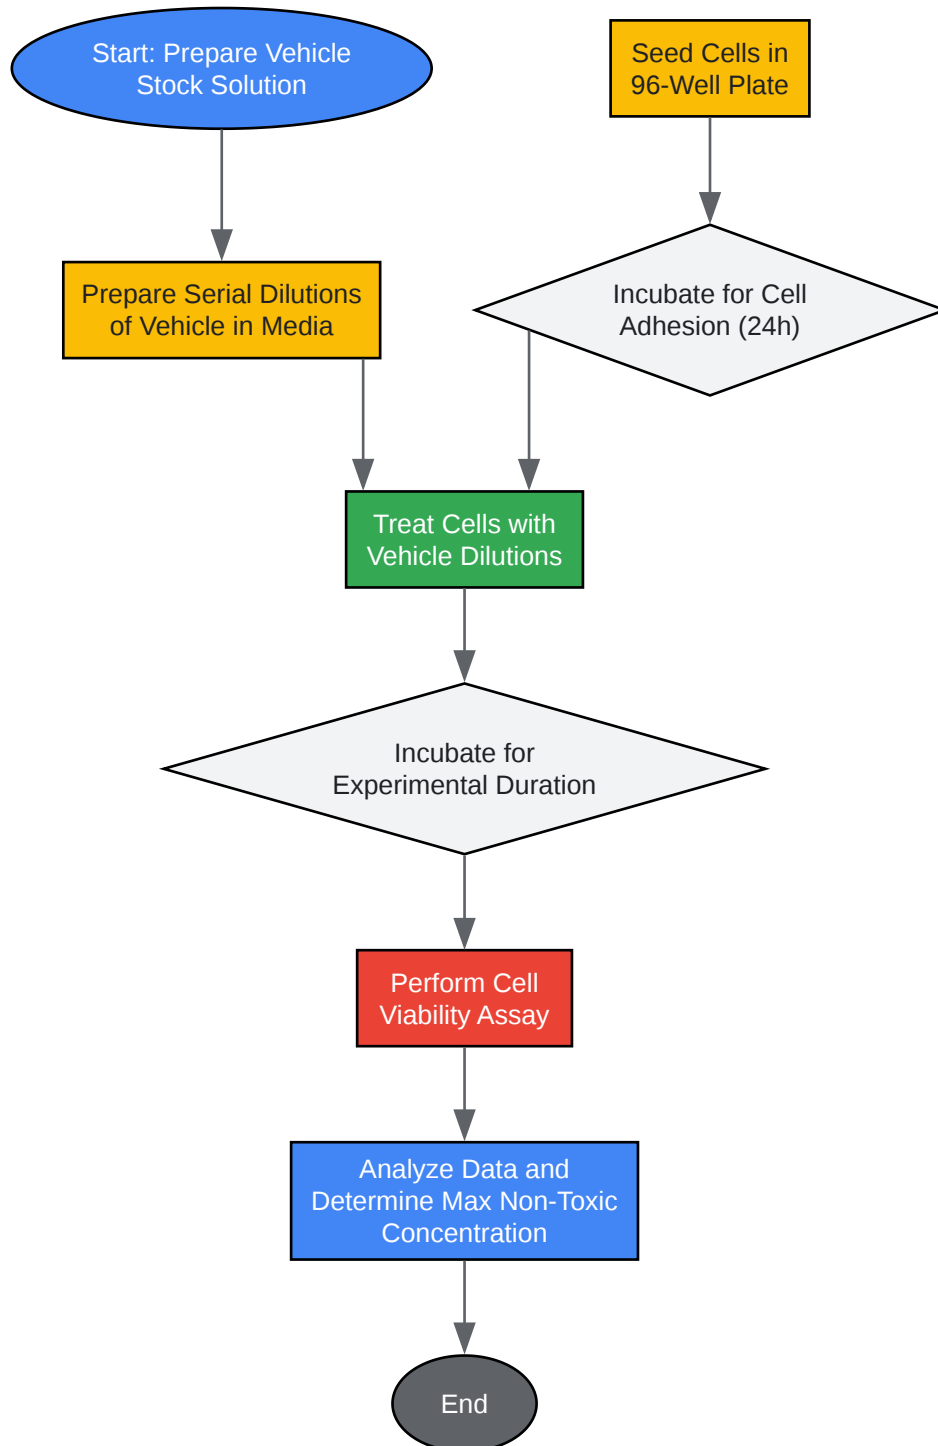 Start: Prepare Vehicle
Stock Solution
Seed Cells in
96-Well Plate
Prepare Serial Dilutions
of Vehicle in Media
Incubate for Cell
Adhesion (24h)
Treat Cells with
Vehicle Dilutions
Incubate for
Experimental Duration
Perform Cell
Viability Assay
Analyze Data and
Determine Max Non-Toxic
Concentration
End